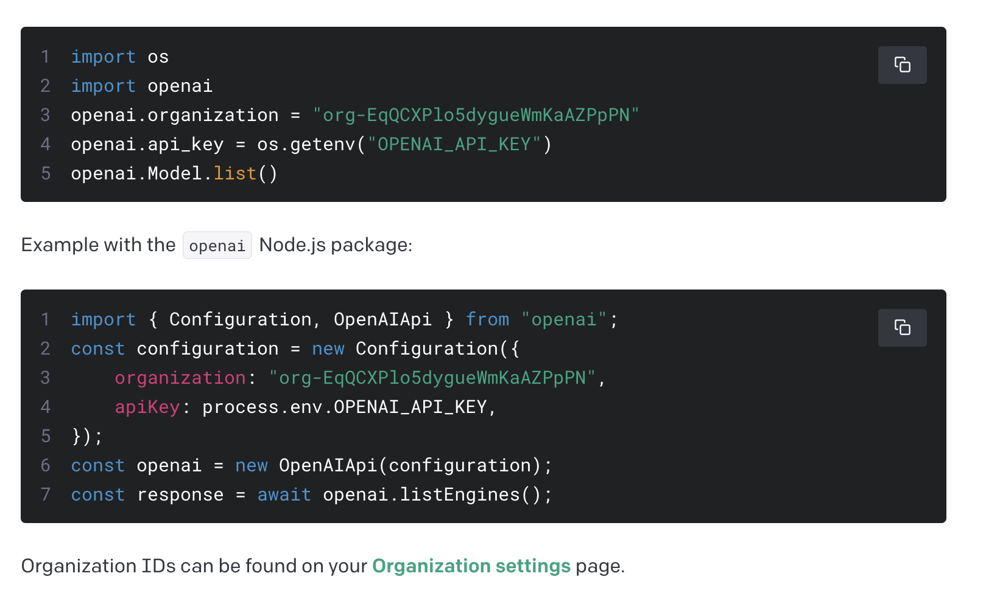 1 import os
2 import openai
3 openai.organization = "org-EqQCXPlo5dygueWmKaAZPpPN"
4 openai.api_key = os.getenv("OPENAI_API_KEY")
5 openai.Model.list()
Example with the openai Node.js package:
1 import { Configuration, OpenAIApi } from "openai";
2 const configuration = new Configuration({
3     organization: "org-EqQCXPlo5dygueWmKaAZPpPN",
4     apiKey: process.env.OPENAI_API_KEY,
5 });
6 const openai = new OpenAIApi(configuration);
7 const response = await openai.listEngines();
Organization IDs can be found on your Organization settings page.